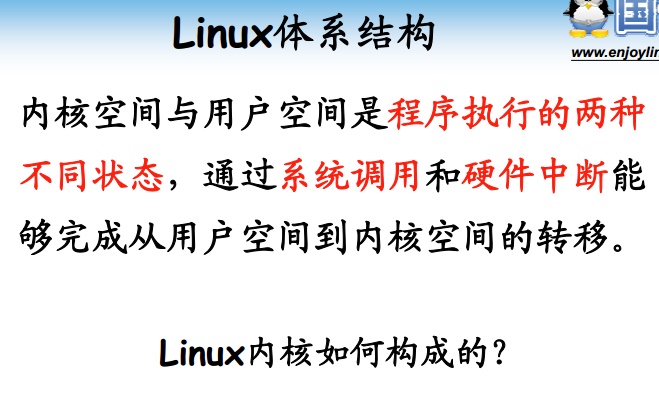 Linux体系结构
www.enjoylin
内核空间与用户空间是程序执行的两种
不同状态，通过系统调用和硬件中断能
够完成从用户空间到内核空间的转移。
Linux内核如何构成的？